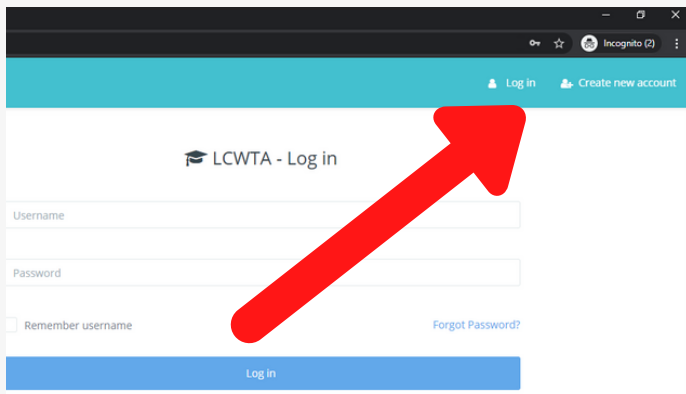 Incognito (2)
Log in Create new account
LCWTA - Log in
Username
Password
Remember username Forgot Password?
Log in